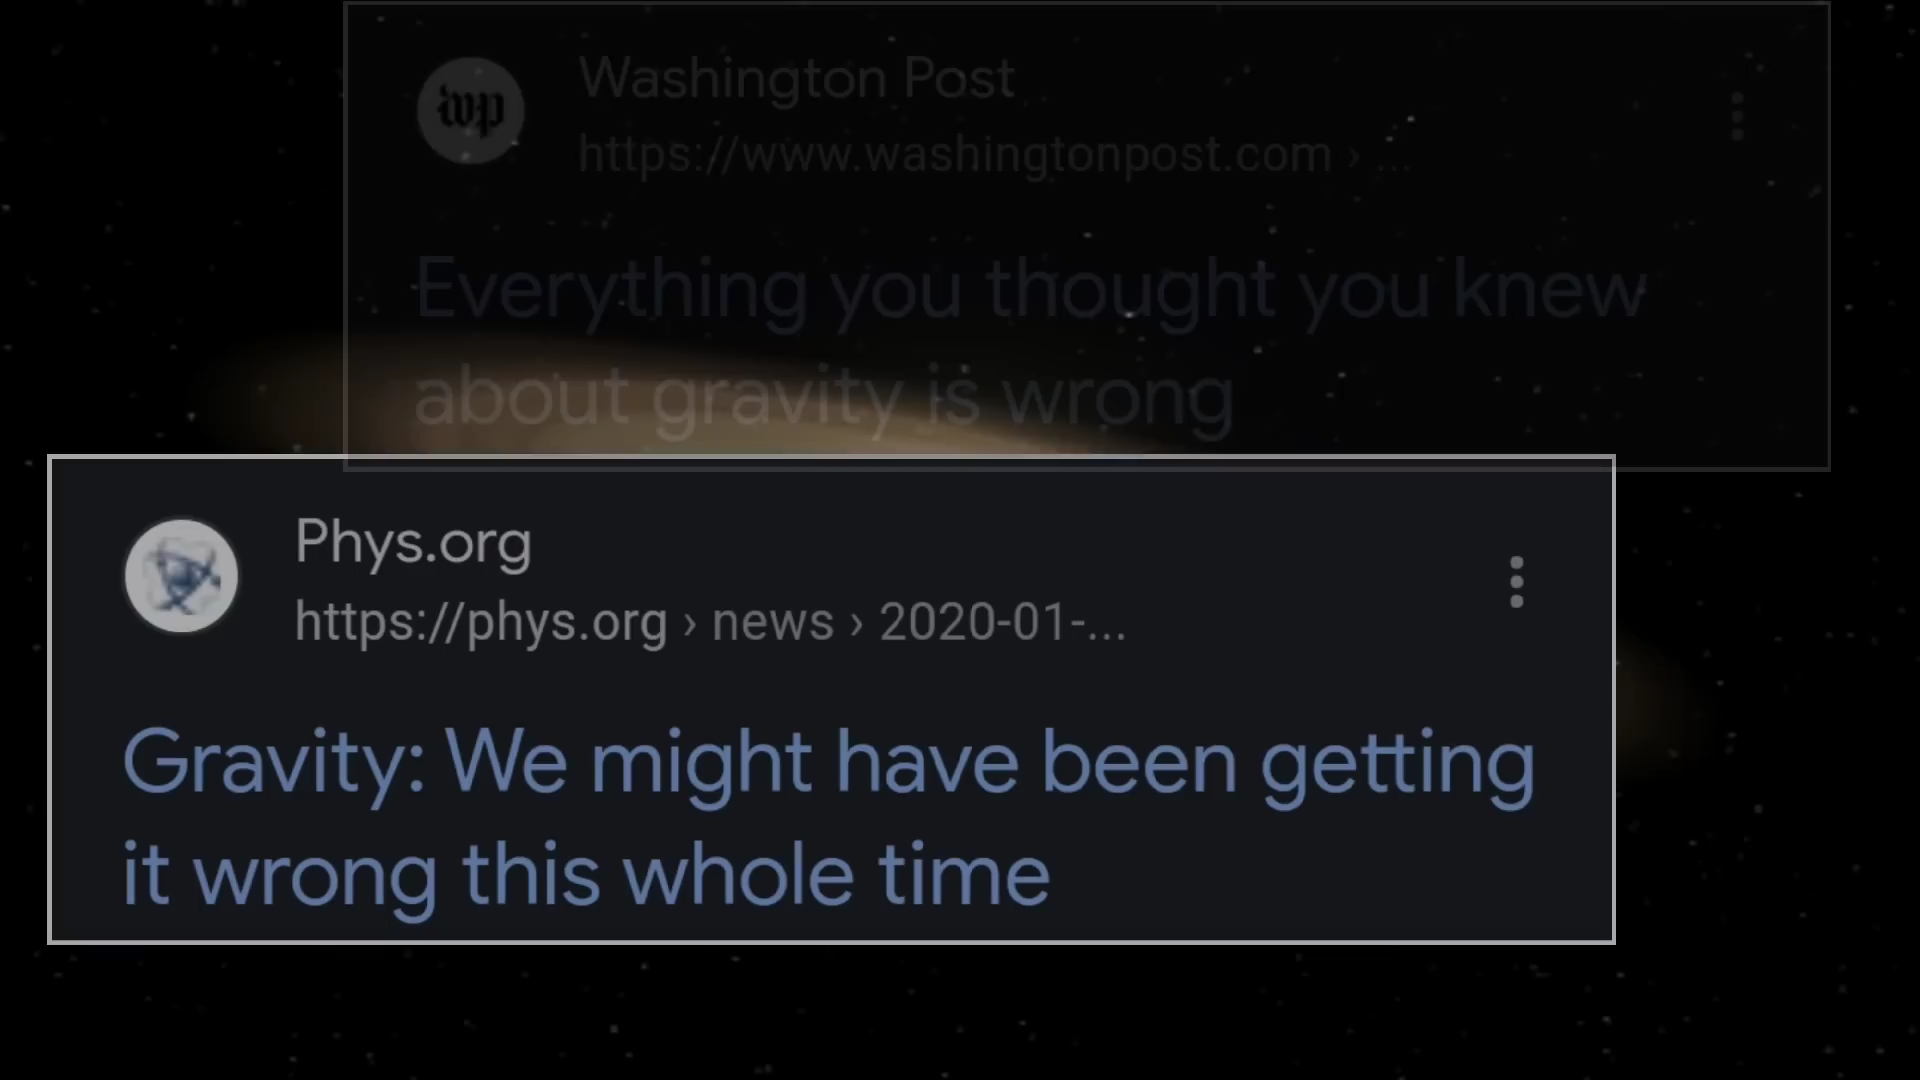 wp
Washington Post
https://www.washingtonpost.com › ...
Everything you thought you knew
about gravity is wrong
Phys.org
https://phys.org › news › 2020-01-...
Gravity: We might have been getting
it wrong this whole time